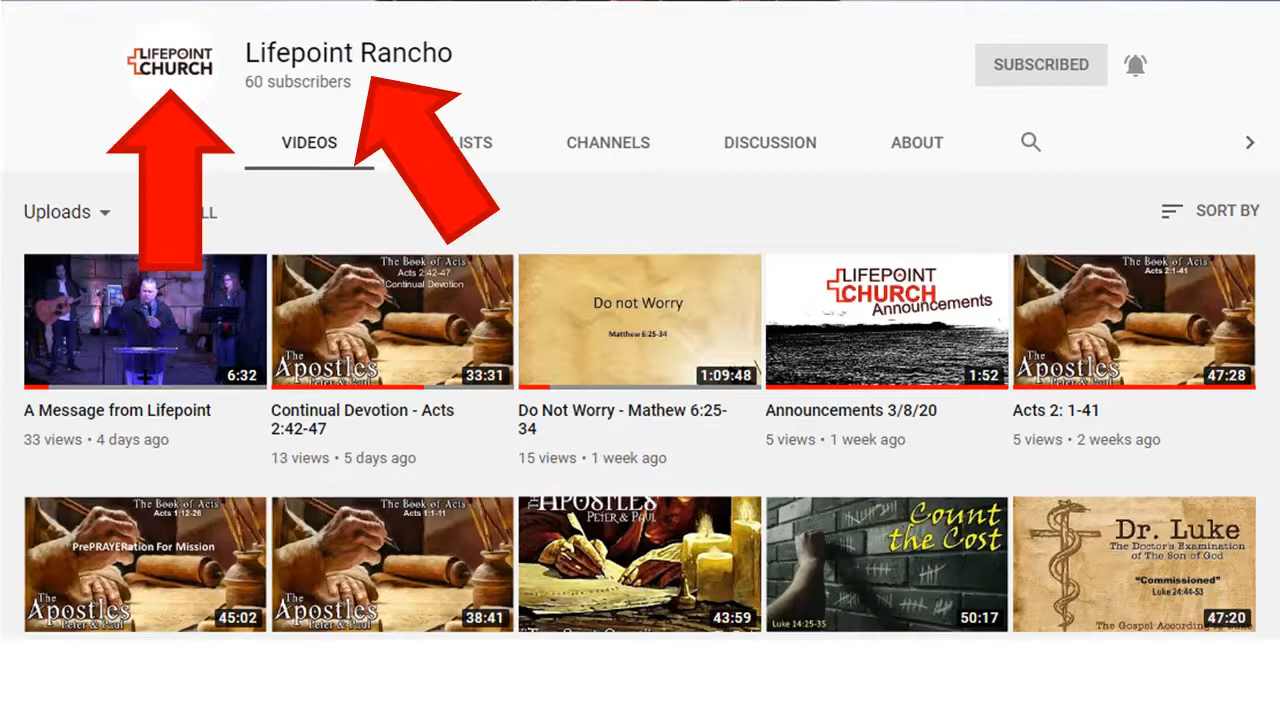 LIFEPOINT
CHURCH
Lifepoint Rancho
60 subscribers
SUBSCRIBED
VIDEOS
LISTS
CHANNELS
DISCUSSION
ABOUT
Uploads
LL
SORT BY
6:32
The Book of Acts
Acts 2:42-47
Continual Devotion
The
Apostles
Peter & Paul
33:31
Do not Worry
Matthew 6:25-34
1:09:48
LIFEPOINT
CHURCH
Announcements
1:52
The Book of Acts
Acts 2:1-41
The
Apostles
Peter & Paul
47:28
A Message from Lifepoint
33 views • 4 days ago
Continual Devotion - Acts
2:42-47
13 views • 5 days ago
Do Not Worry - Mathew 6:25-
34
15 views • 1 week ago
Announcements 3/8/20
5 views • 1 week ago
Acts 2: 1-41
5 views • 2 weeks ago
The Book of Acts
Acts 1:12-26
PrePRAYERation For Mission
The
Apostles
Peter & Paul
45:02
The Book of Acts
Acts 1:1-11
The
Apostles
Peter & Paul
38:41
THE APOSTLES
PETER & PAUL
43:59
Count
the Cost
Luke 14:25-35
50:17
Dr. Luke
The Doctor's Examination
of The Son of God
"Commissioned"
Luke 24:44-53
The Gospel According
47:20